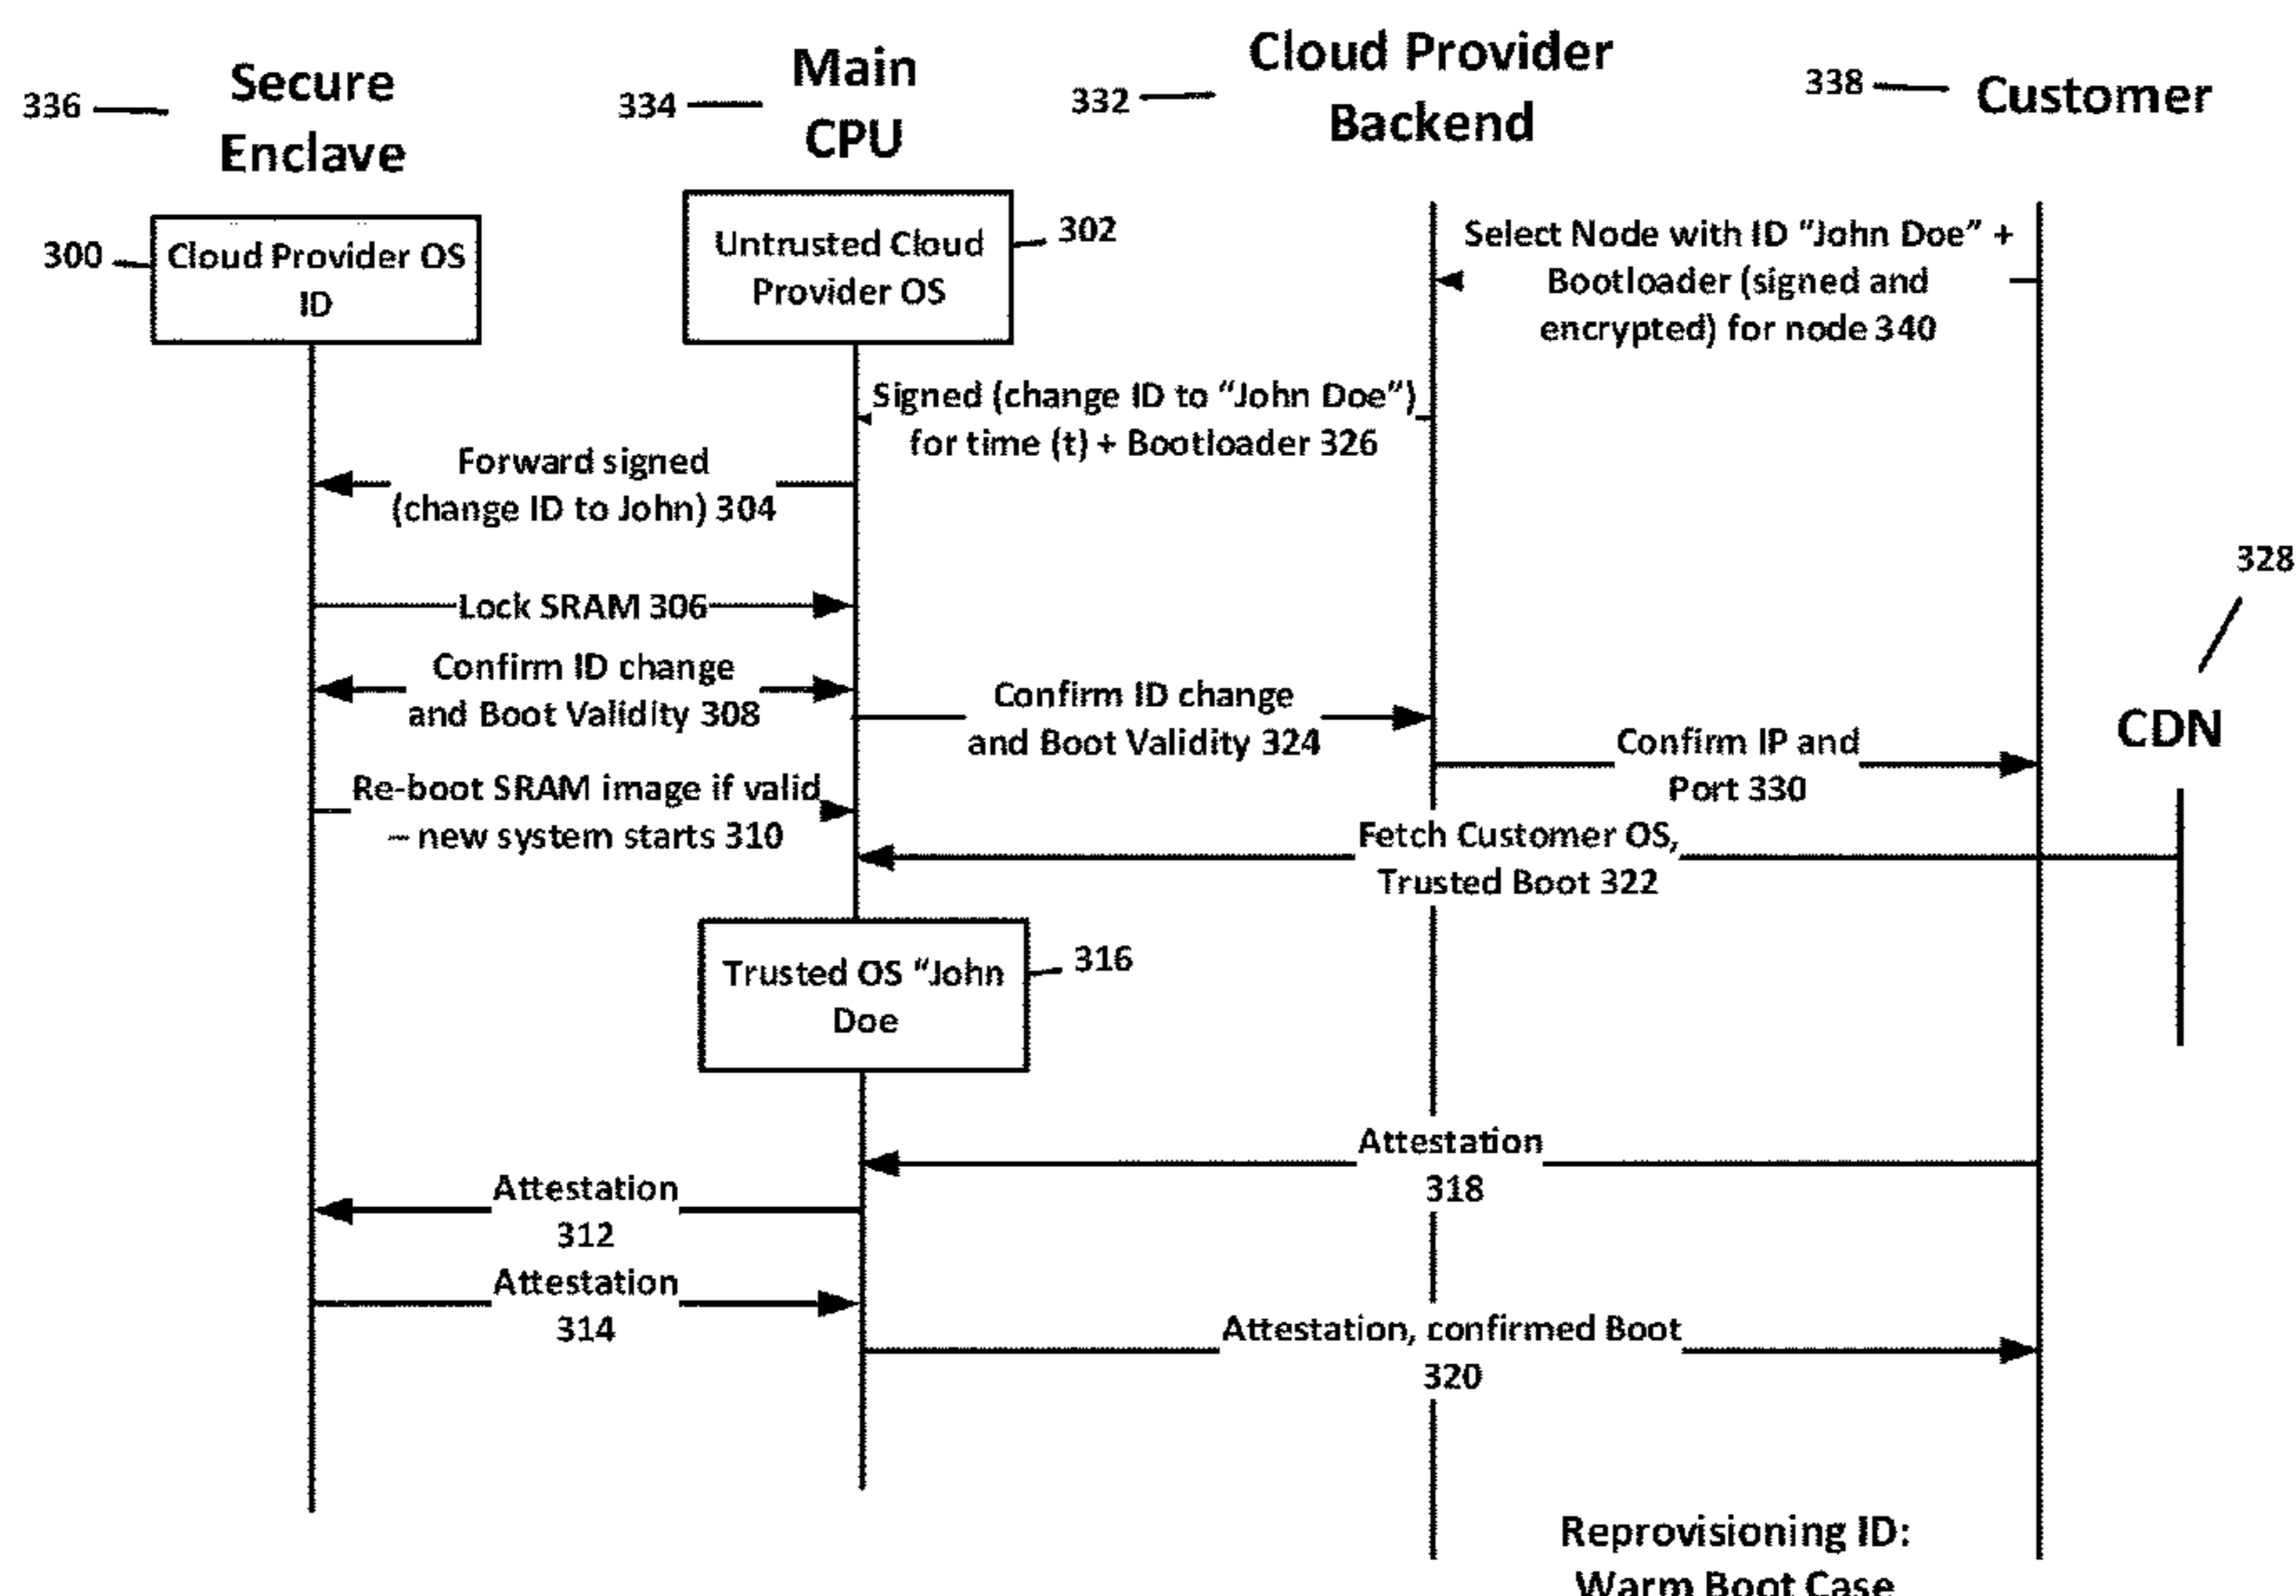 336
Secure
Enclave
334
Main
CPU
332
Cloud Provider
Backend
338
Customer
300
Cloud Provider OS
ID
Untrusted Cloud
Provider OS
302
Select Node with ID "John Doe" +
Bootloader (signed and
encrypted) for node 340
Signed (change ID to "John Doe")
for time (t) + Bootloader 326
Forward signed
(change ID to John) 304
328
Lock SRAM 306
Confirm ID change
and Boot Validity 308
Confirm ID change
and Boot Validity 324
CDN
Confirm IP and
Port 330
Re-boot SRAM image if valid
– new system starts 310
Fetch Customer OS,
Trusted Boot 322
Trusted OS "John
Doe
316
Attestation
318
Attestation
312
Attestation
314
Attestation, confirmed Boot
320
Reprovisioning ID:
Warm Boot Case